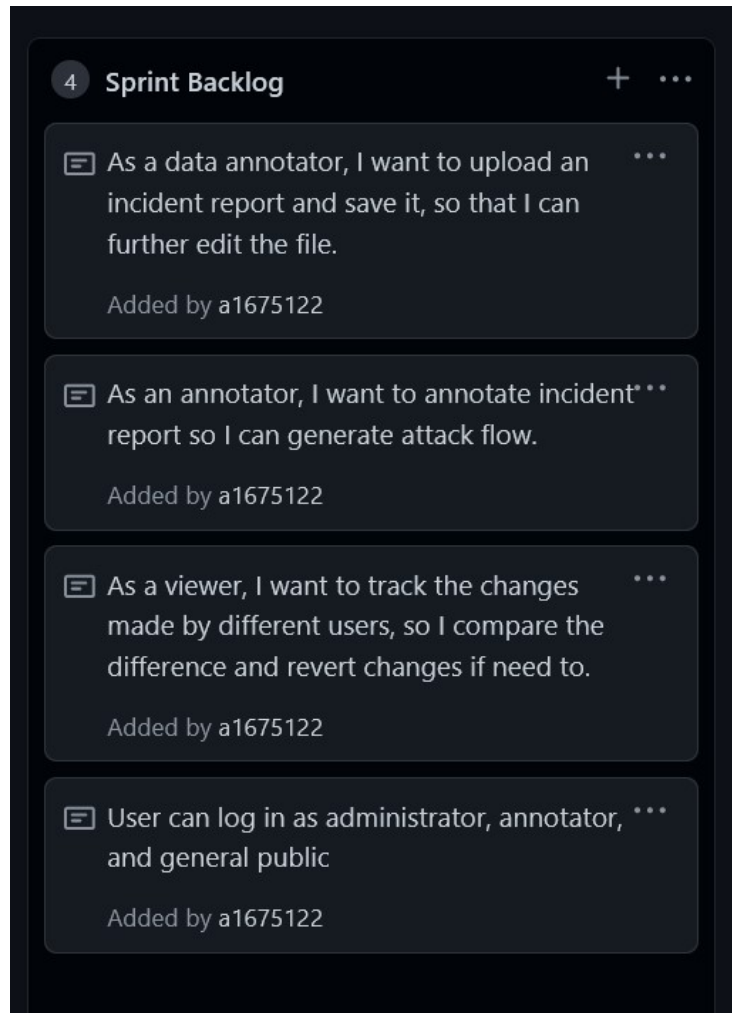 4 Sprint Backlog
As a data annotator, I want to upload an
incident report and save it, so that I can
further edit the file.
Added by a1675122
As an annotator, I want to annotate incident
report so I can generate attack flow.
Added by a1675122
As a viewer, I want to track the changes
made by different users, so I compare the
difference and revert changes if need to.
Added by a1675122
User can log in as administrator, annotator,
and general public
Added by a1675122